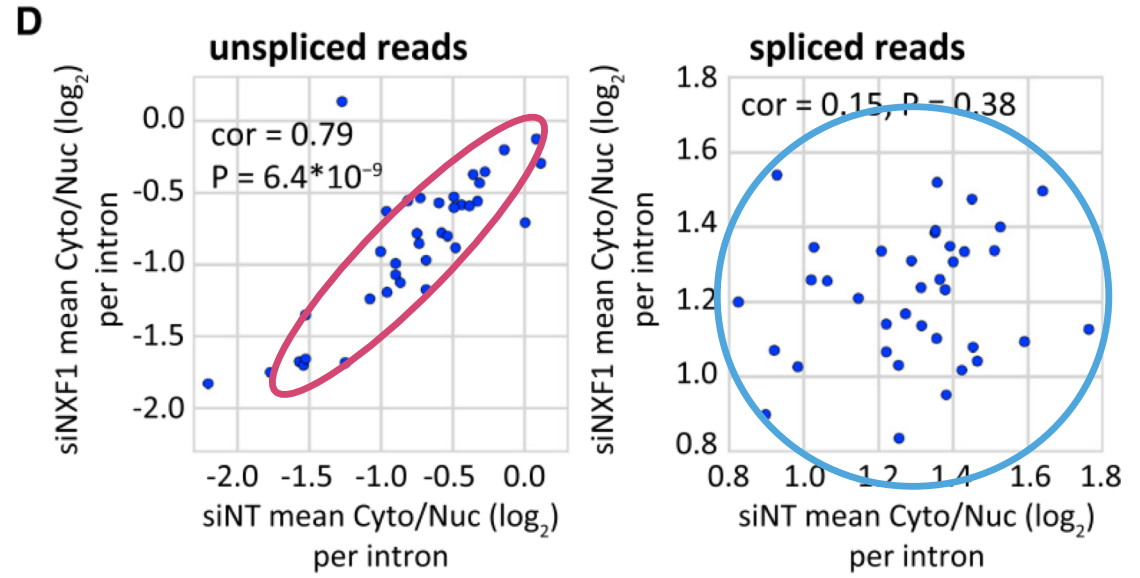 D
unspliced reads
siNXF1 mean Cyto/Nuc (log₂)
per intron
0.0
-0.5
-1.0
-1.5
-2.0
cor = 0.79
P = 6.4*10⁻⁹
-2.0 -1.5 -1.0 -0.5 0.0
siNT mean Cyto/Nuc (log₂)
per intron
spliced reads
siNXF1 mean Cyto/Nuc (log₂)
per intron
1.8
1.6
1.4
1.2
1.0
0.8
cor = 0.15, P = 0.38
0.8 1.0 1.2 1.4 1.6 1.8
siNT mean Cyto/Nuc (log₂)
per intron